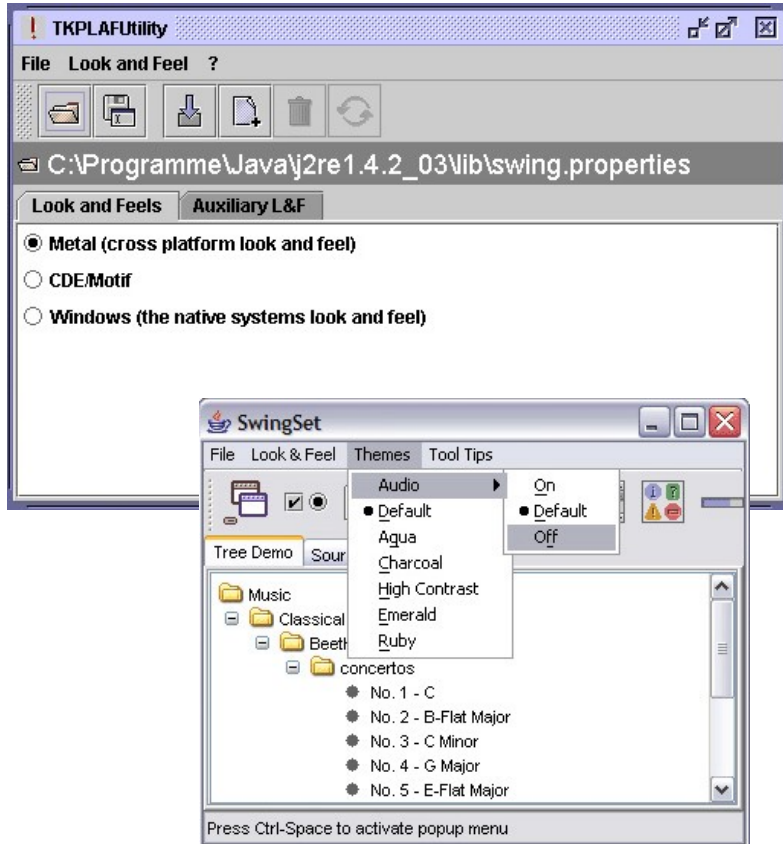 TKPLAFUtility
File Look and Feel ?
C:\Programme\Java\j2re1.4.2_03\lib\swing.properties
Look and Feels Auxiliary L&F
Metal (cross platform look and feel)
CDE/Motif
Windows (the native systems look and feel)
SwingSet
File Look & Feel Themes Tool Tips
Audio
Default
Aqua
Charcoal
High Contrast
Emerald
Ruby
On
Default
Off
Tree Demo Sour
Music
Classical
Beeth
concertos
No. 1 - C
No. 2 - B-Flat Major
No. 3 - C Minor
No. 4 - G Major
No. 5 - E-Flat Major
Press Ctrl-Space to activate popup menu